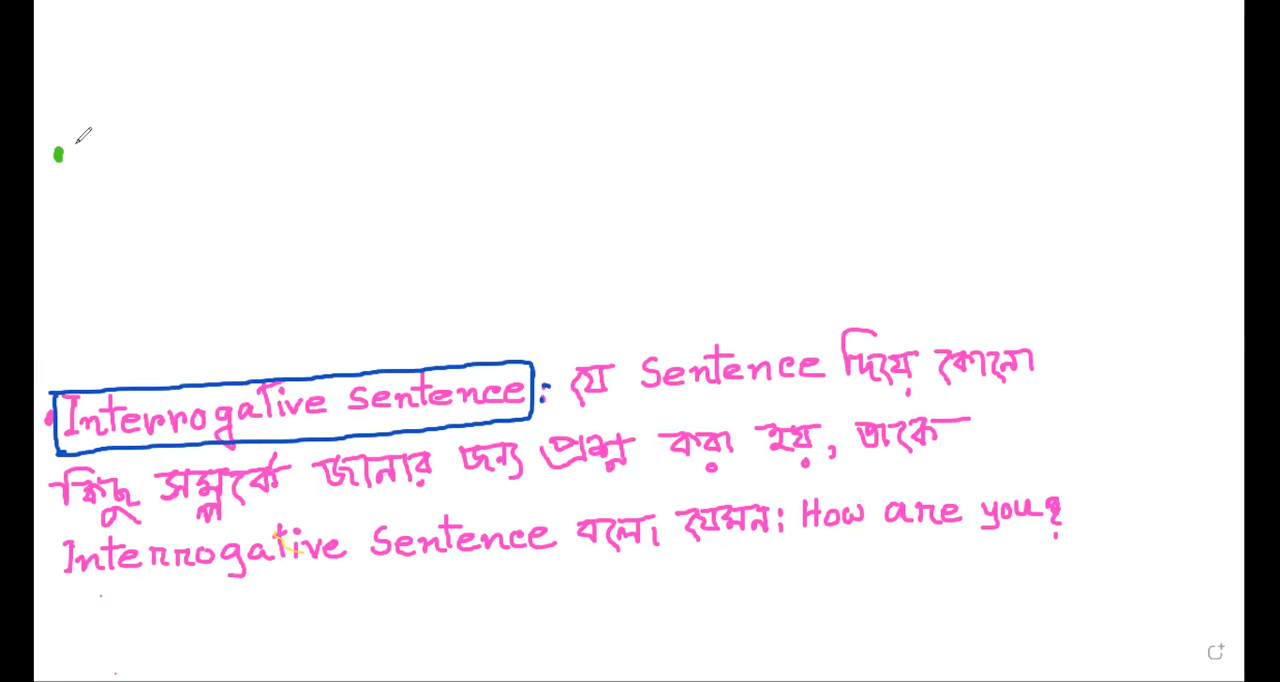 • Interrogative Sentence : যে Sentence দিয়ে কোনো
কিছু সম্পর্কে জানার জন্য প্রশ্ন করা হয়, তাকে
Interrogative Sentence বলে। যেমন: How are you?